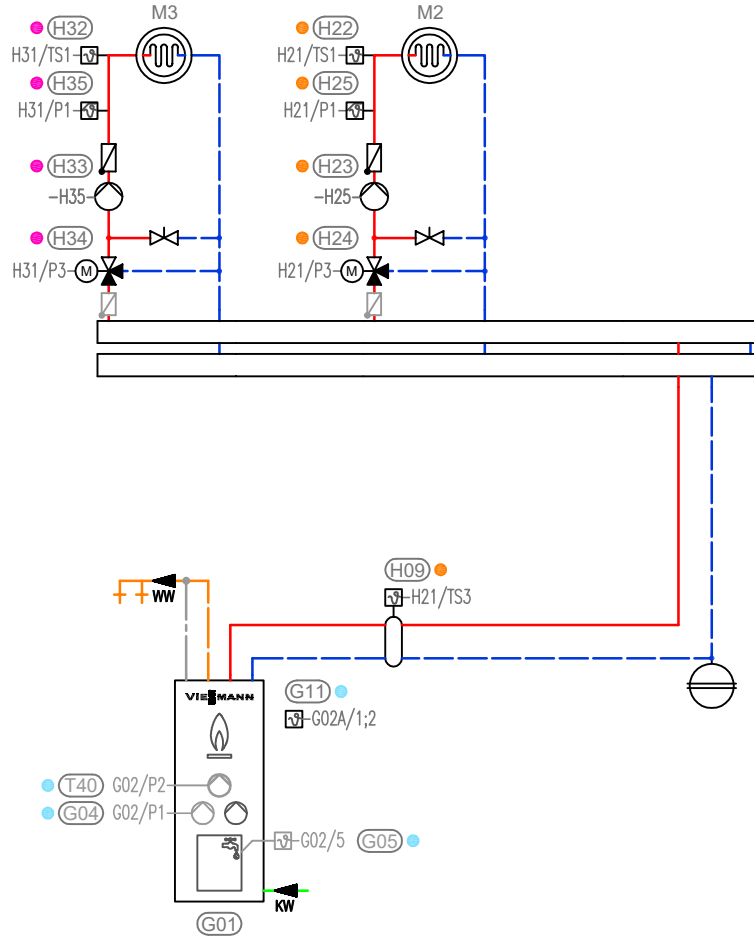 M3
H32
H31/TS1
H35
H31/P1
H33
-H35
H34
H31/P3
M
M2
H22
H21/TS1
H25
H21/P1
H23
-H25
H24
H21/P3
M
H09
H21/TS3
WW
VIESMANN
G11
G02A/1;2
T40 G02/P2
G04 G02/P1
G02/5 G05
KW
G01